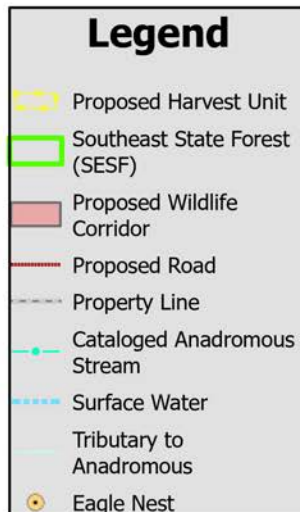 Legend
Proposed Harvest Unit
Southeast State Forest
(SESF)
Proposed Wildlife
Corridor
Proposed Road
Property Line
Cataloged Anadromous
Stream
Surface Water
Tributary to
Anadromous
Eagle Nest